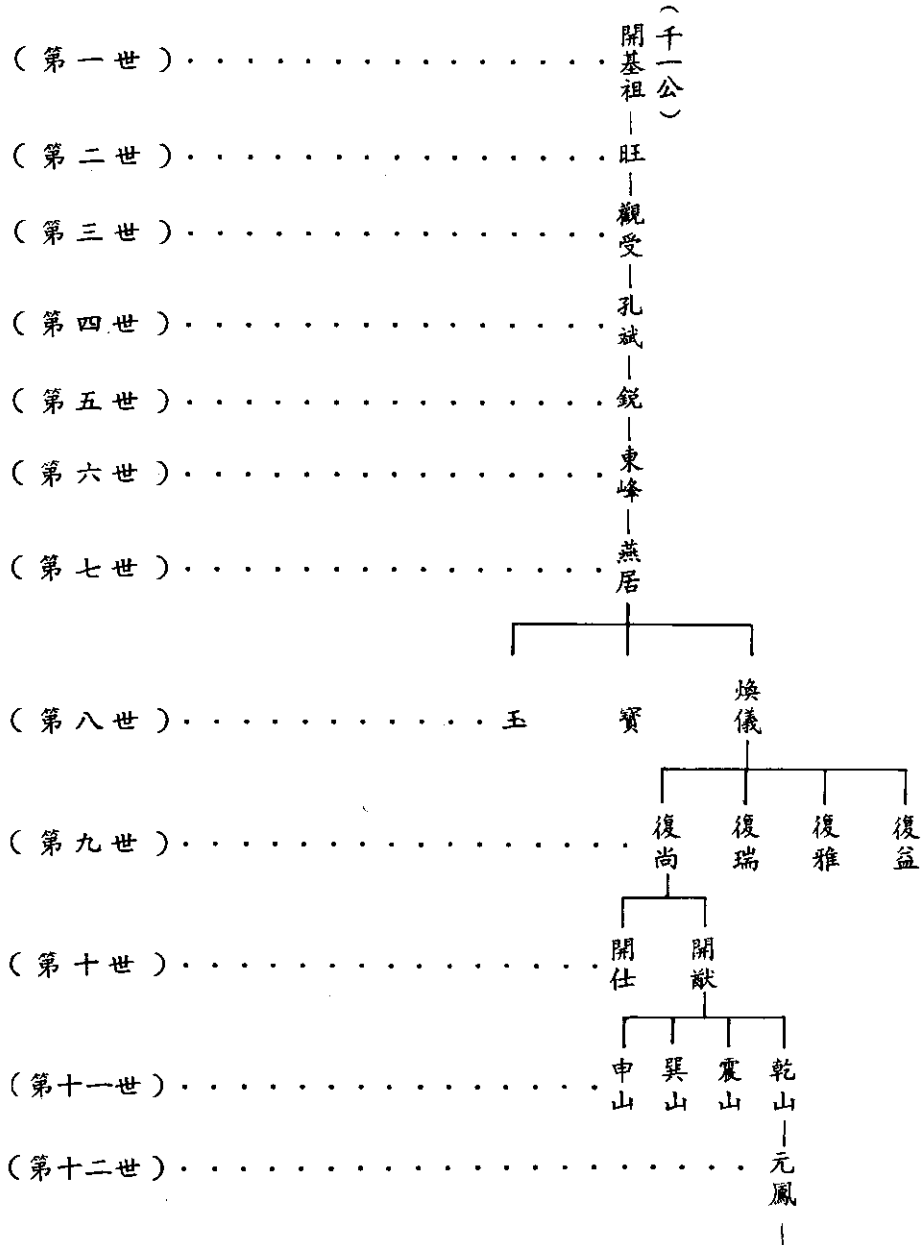 (第一世)・・・・・・・・・・・・・・・開基祖(千一公)
(第二世)・・・・・・・・・・・・・・・旺
(第三世)・・・・・・・・・・・・・・・觀受
(第四世)・・・・・・・・・・・・・・・孔斌
(第五世)・・・・・・・・・・・・・・・鋭
(第六世)・・・・・・・・・・・・・・・東峰
(第七世)・・・・・・・・・・・・・・・燕居
(第八世)・・・・・・・・・・・・玉 寳 煥儀
(第九世)・・・・・・・・・・・・・・・・復尚 復瑞 復雅 復益
(第十世)・・・・・・・・・・・・・・・開仕 開猷
(第十一世)・・・・・・・・・・・・・・・申山 巽山 震山 乾山
(第十二世)・・・・・・・・・・・・・・・・・・・・元鳳